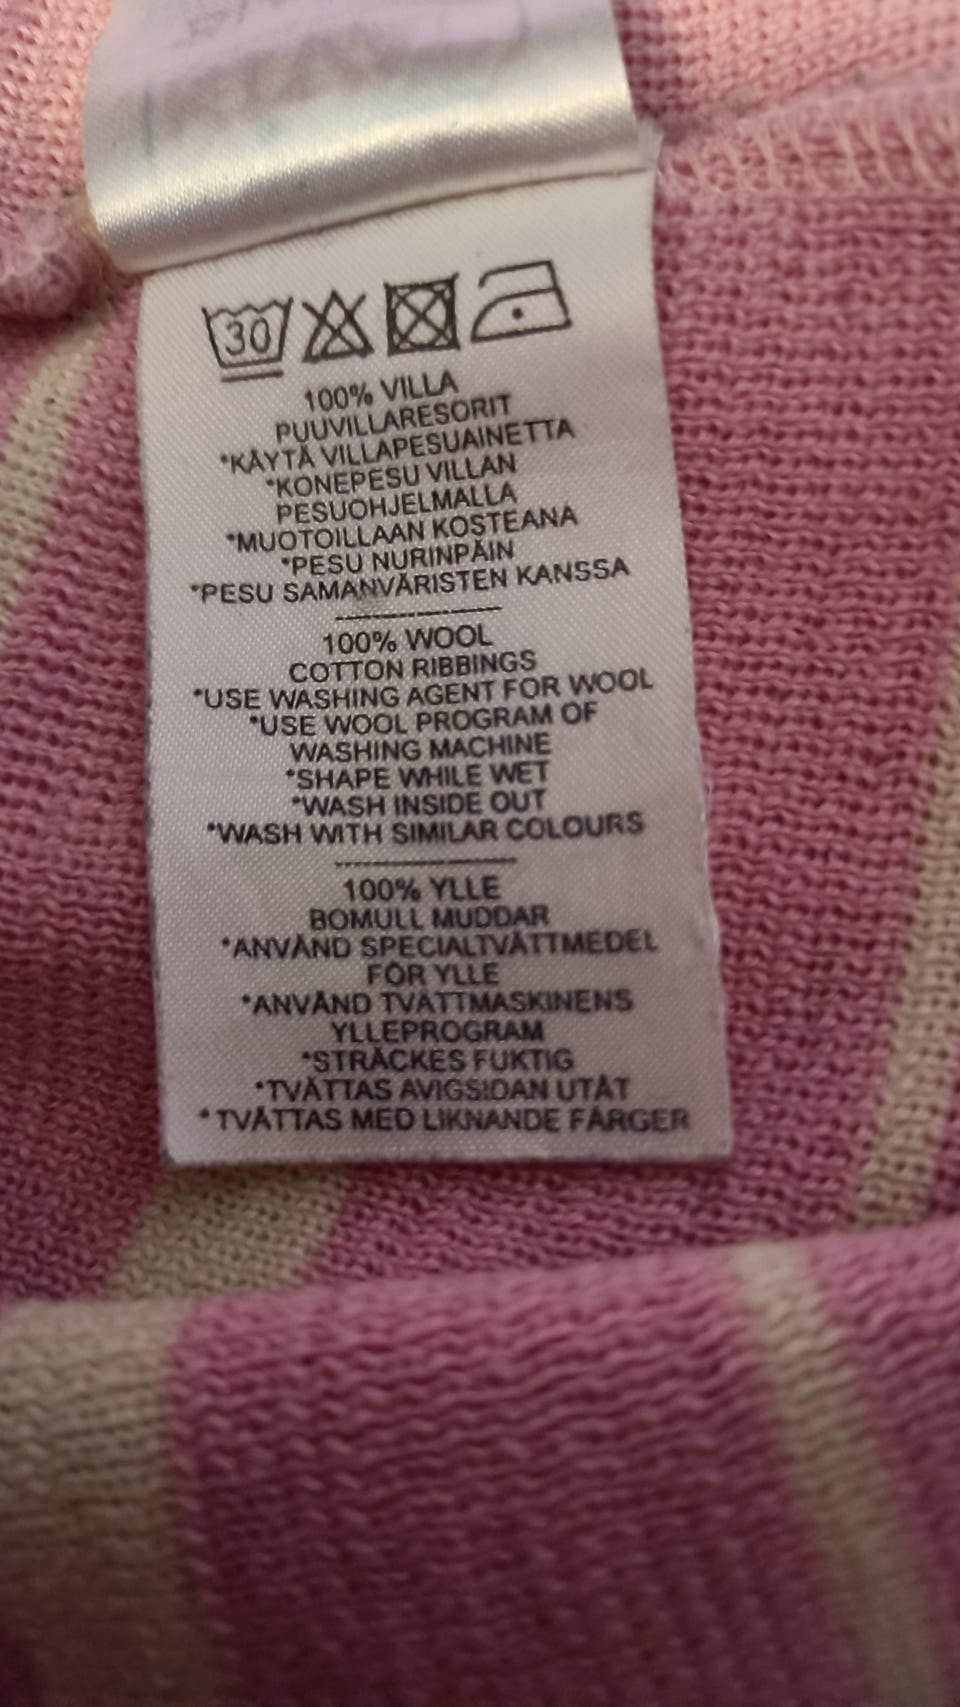 30
100% VILLA
PUUVILLARESORIT
*KÄYTÄ VILLAPESUAINETTA
*KONEPESU VILLAN
PESUOHJELMALLA
*MUOTOILLAAN KOSTEANA
*PESU NURINPÄIN
*PESU SAMANVÄRISTEN KANSSA
100% WOOL
COTTON RIBBINGS
*USE WASHING AGENT FOR WOOL
*USE WOOL PROGRAM OF
WASHING MACHINE
*SHAPE WHILE WET
*WASH INSIDE OUT
*WASH WITH SIMILAR COLOURS
100% YLLE
BOMULL MUDDAR
*ANVÄND SPECIALTVÄTTMEDEL
FÖR YLLE
*ANVÄND TVÄTTMASKINENS
YLLEPROGRAM
*STRÄCKES FUKTIG
*TVÄTTAS AVIGSIDAN UTÅT
*TVÄTTAS MED LIKNANDE FÄRGER